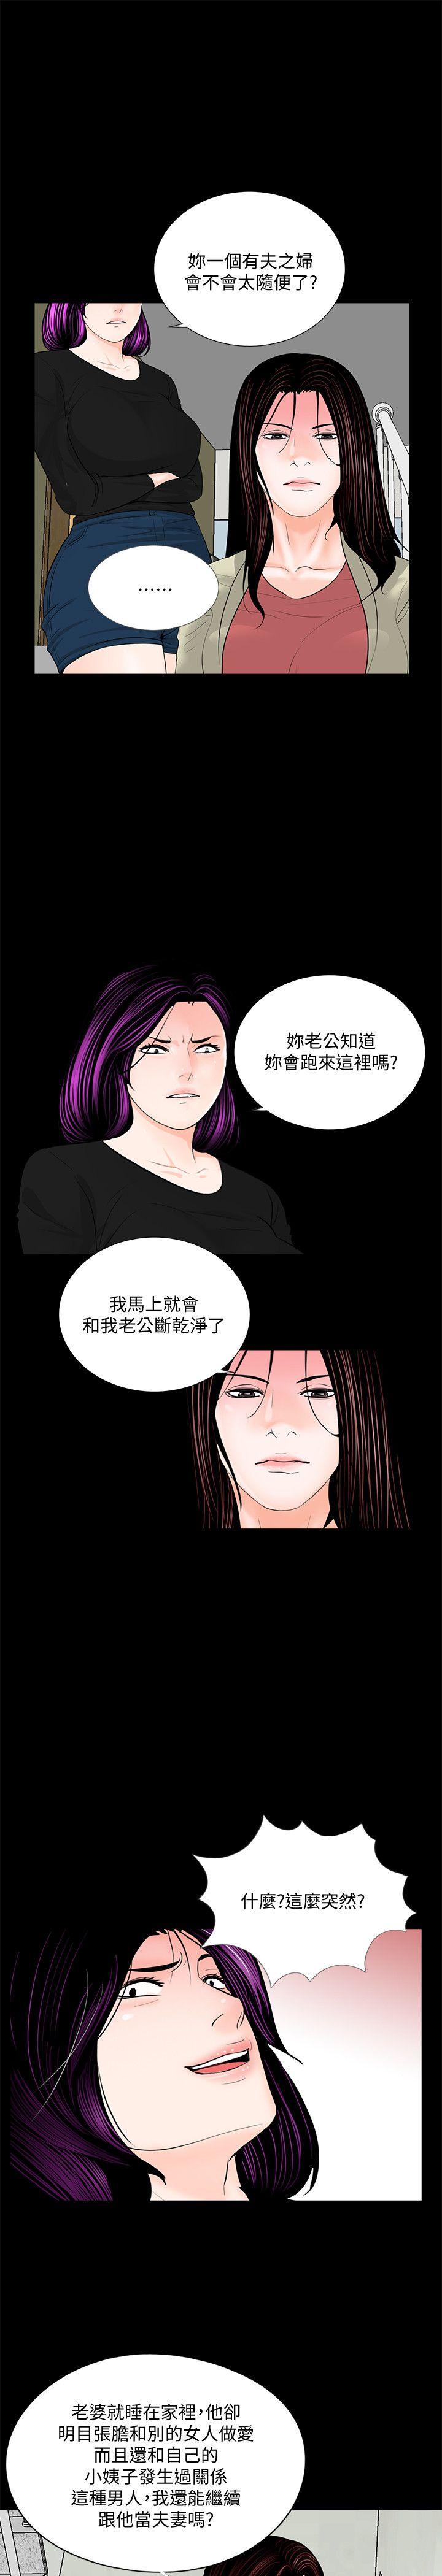 妳一個有夫之婦
會不會太隨便了?
……
妳老公知道
妳會跑來這裡嗎?
我馬上就會
和我老公斷乾淨了
什麼?這麼突然?
老婆就睡在家裡,他卻
明目張膽和別的女人做愛
而且還和自己的
小姨子發生過關係
這種男人,我還能繼續
跟他當夫妻嗎?